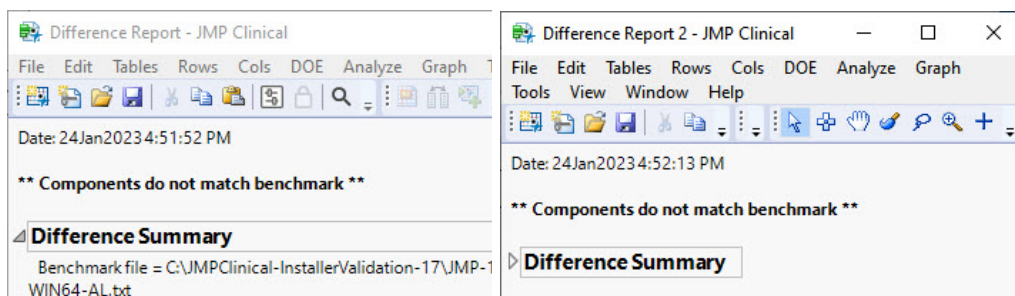 Difference Report - JMP Clinical
File Edit Tables Rows Cols DOE Analyze Graph
Date: 24Jan2023 4:51:52 PM
** Components do not match benchmark **
Difference Summary
Benchmark file = C:\JMPClinical-InstallerValidation-17\JMP-1
WIN64-AL.txt
Difference Report 2 - JMP Clinical
File Edit Tables Rows Cols DOE Analyze Graph
Tools View Window Help
Date: 24Jan2023 4:52:13 PM
** Components do not match benchmark **
Difference Summary